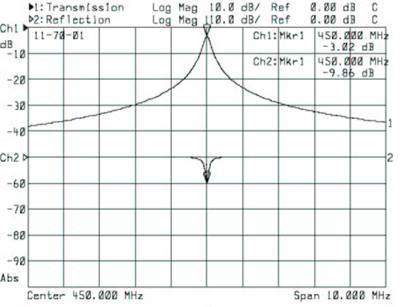 ▶1:Transmission Log Mag 10.0 dB/ Ref 0.00 dB C
▷2:Reflection Log Mag 10.0 dB/ Ref 0.00 dB C
Ch1 11-70-01 Ch1:Mkr1 450.000 MHz
dB -3.02 dB
Ch2:Mkr1 450.000 MHz
-10 -9.86 dB
-20
-30
-40
1
Ch2 2
-60
-70
-80
-90
Abs
Center 450.000 MHz Span 10.000 MHz